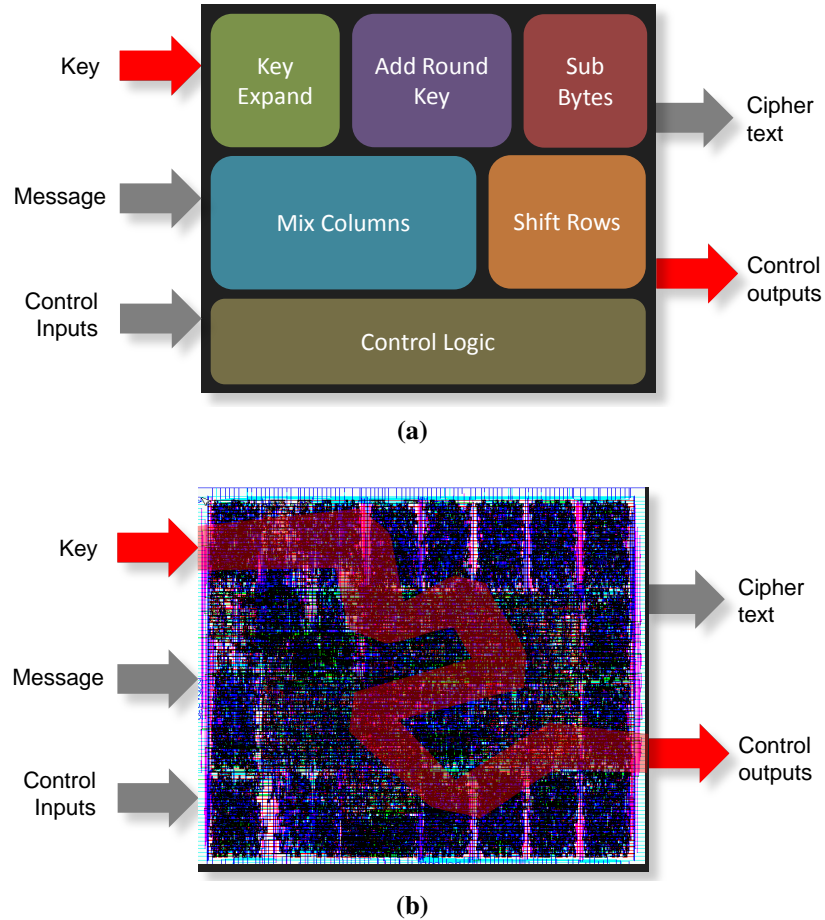 Key
Key
Expand
Add Round
Key
Sub
Bytes
Cipher
text
Message
Mix Columns
Shift Rows
Control
Inputs
Control
outputs
Control Logic
(a)
Key
Cipher
text
Message
Control
Inputs
Control
outputs
(b)